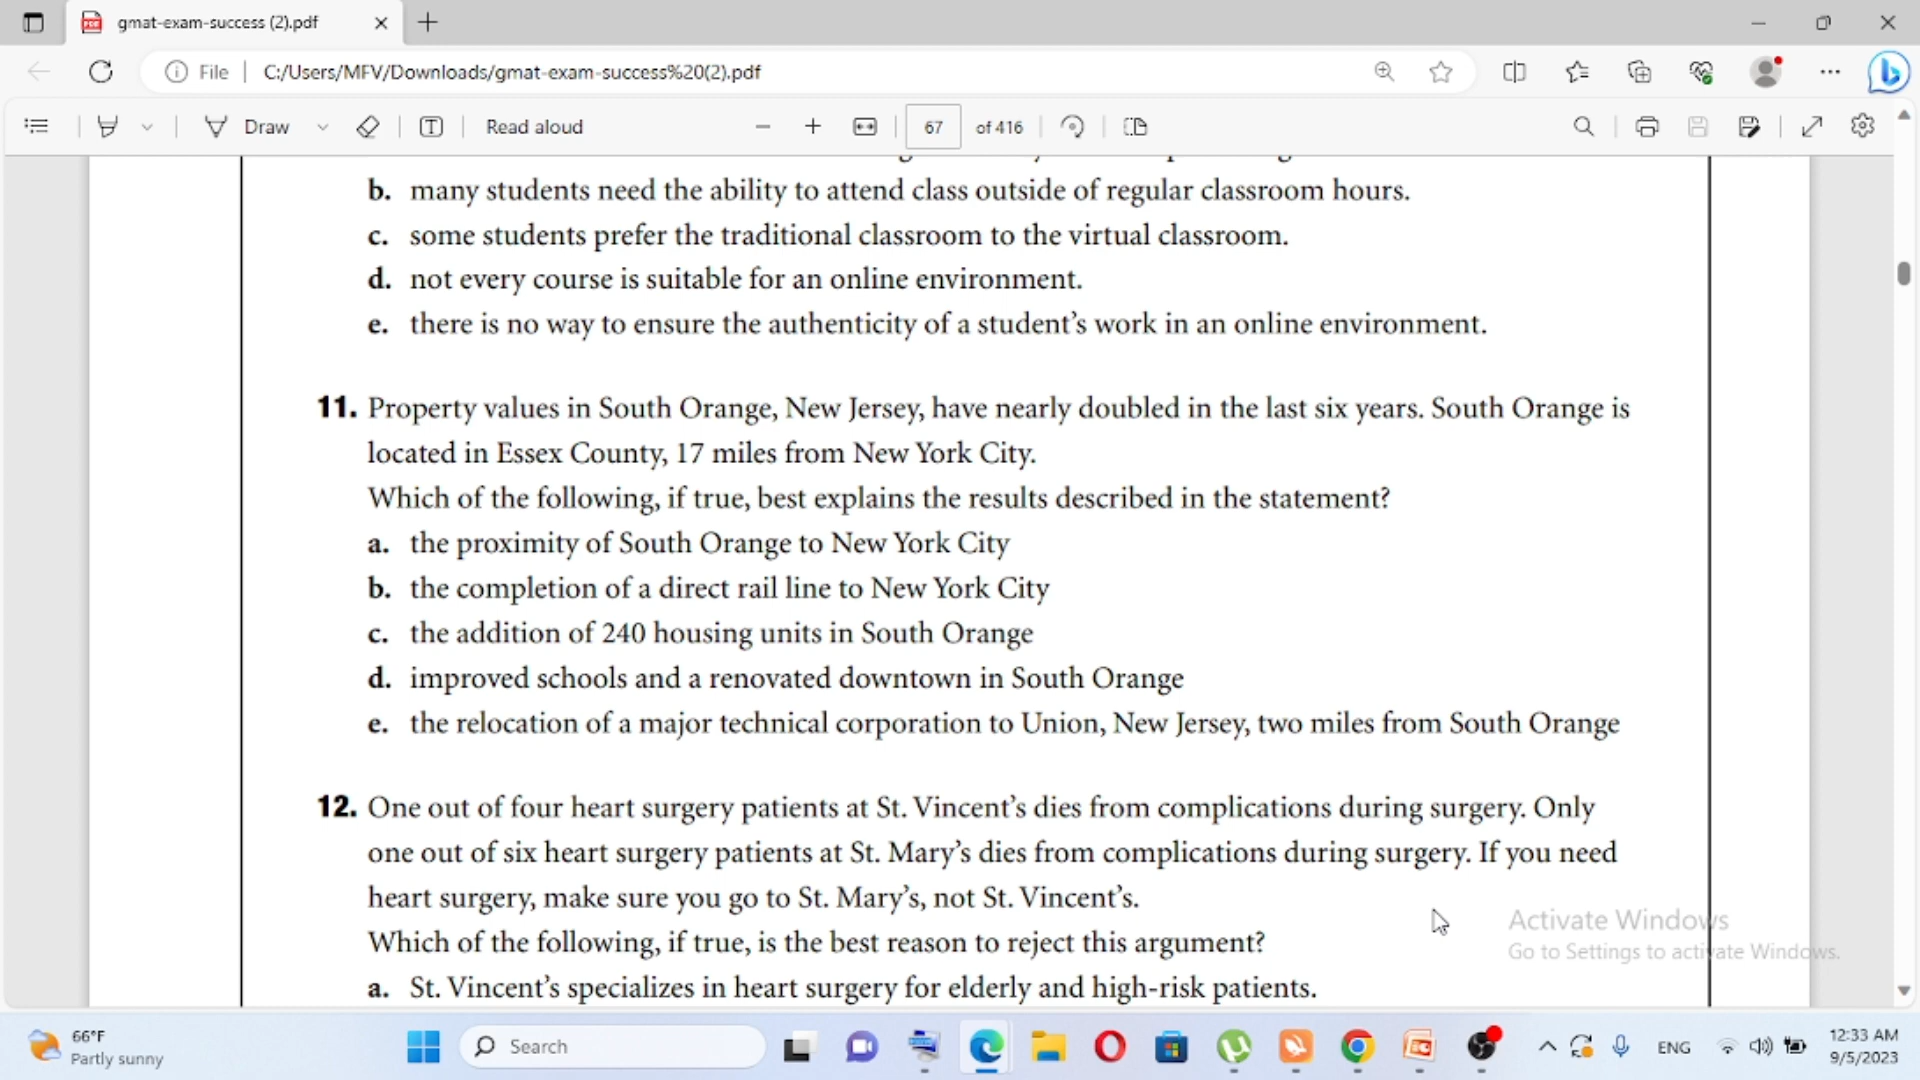 gmat-exam-success (2).pdf
File | C:/Users/MFV/Downloads/gmat-exam-success%20(2).pdf
Draw Read aloud 67 of 416
b. many students need the ability to attend class outside of regular classroom hours.
c. some students prefer the traditional classroom to the virtual classroom.
d. not every course is suitable for an online environment.
e. there is no way to ensure the authenticity of a student's work in an online environment.
11. Property values in South Orange, New Jersey, have nearly doubled in the last six years. South Orange is
located in Essex County, 17 miles from New York City.
Which of the following, if true, best explains the results described in the statement?
a. the proximity of South Orange to New York City
b. the completion of a direct rail line to New York City
c. the addition of 240 housing units in South Orange
d. improved schools and a renovated downtown in South Orange
e. the relocation of a major technical corporation to Union, New Jersey, two miles from South Orange
12. One out of four heart surgery patients at St. Vincent's dies from complications during surgery. Only
one out of six heart surgery patients at St. Mary's dies from complications during surgery. If you need
heart surgery, make sure you go to St. Mary's, not St. Vincent's.
Which of the following, if true, is the best reason to reject this argument?
a. St. Vincent's specializes in heart surgery for elderly and high-risk patients.
Activate Windows
Go to Settings to activate Windows.
66°F
Partly sunny
Search
ENG
12:33 AM
9/5/2023